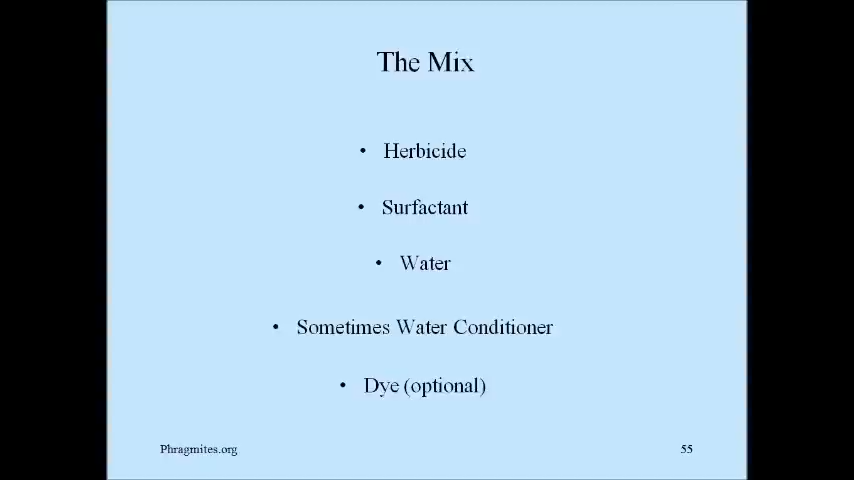 The Mix
• Herbicide
• Surfactant
• Water
• Sometimes Water Conditioner
• Dye (optional)
Phragmites.org
55